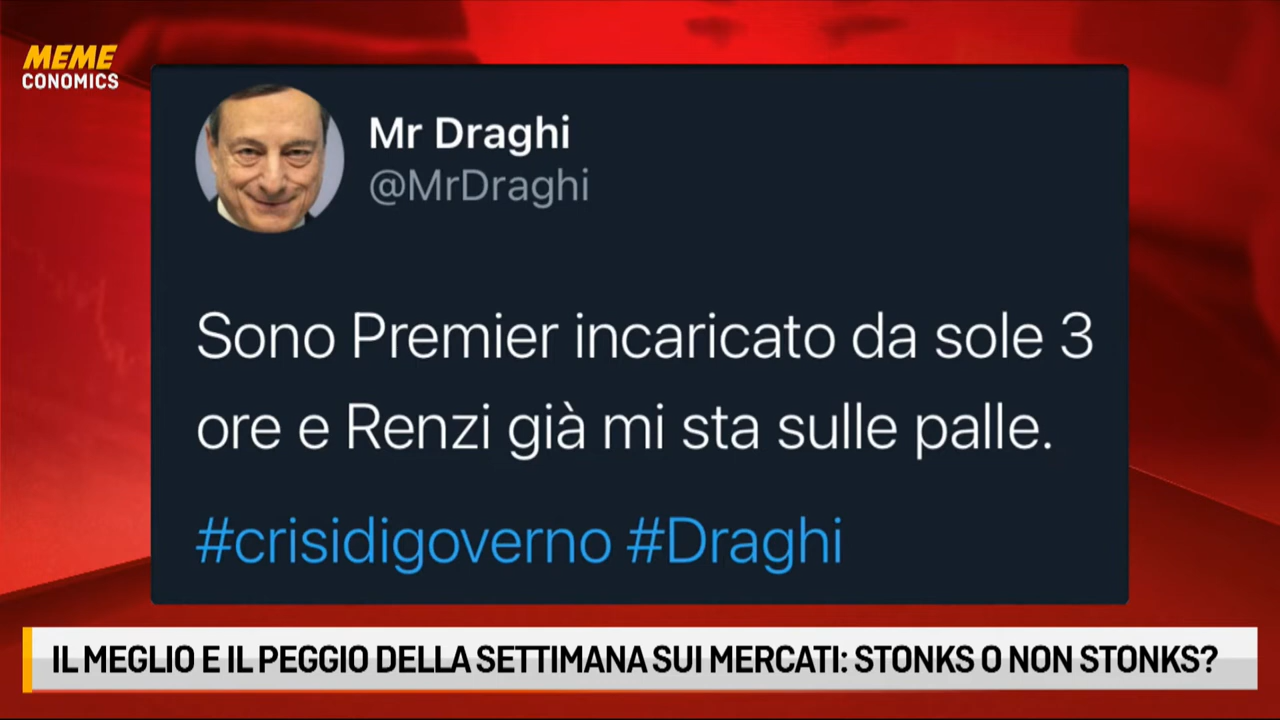 MEME
CONOMICS
Mr Draghi
@MrDraghi
Sono Premier incaricato da sole 3
ore e Renzi già mi sta sulle palle.
#crisidigoverno #Draghi
IL MEGLIO E IL PEGGIO DELLA SETTIMANA SUI MERCATI: STONKS O NON STONKS?